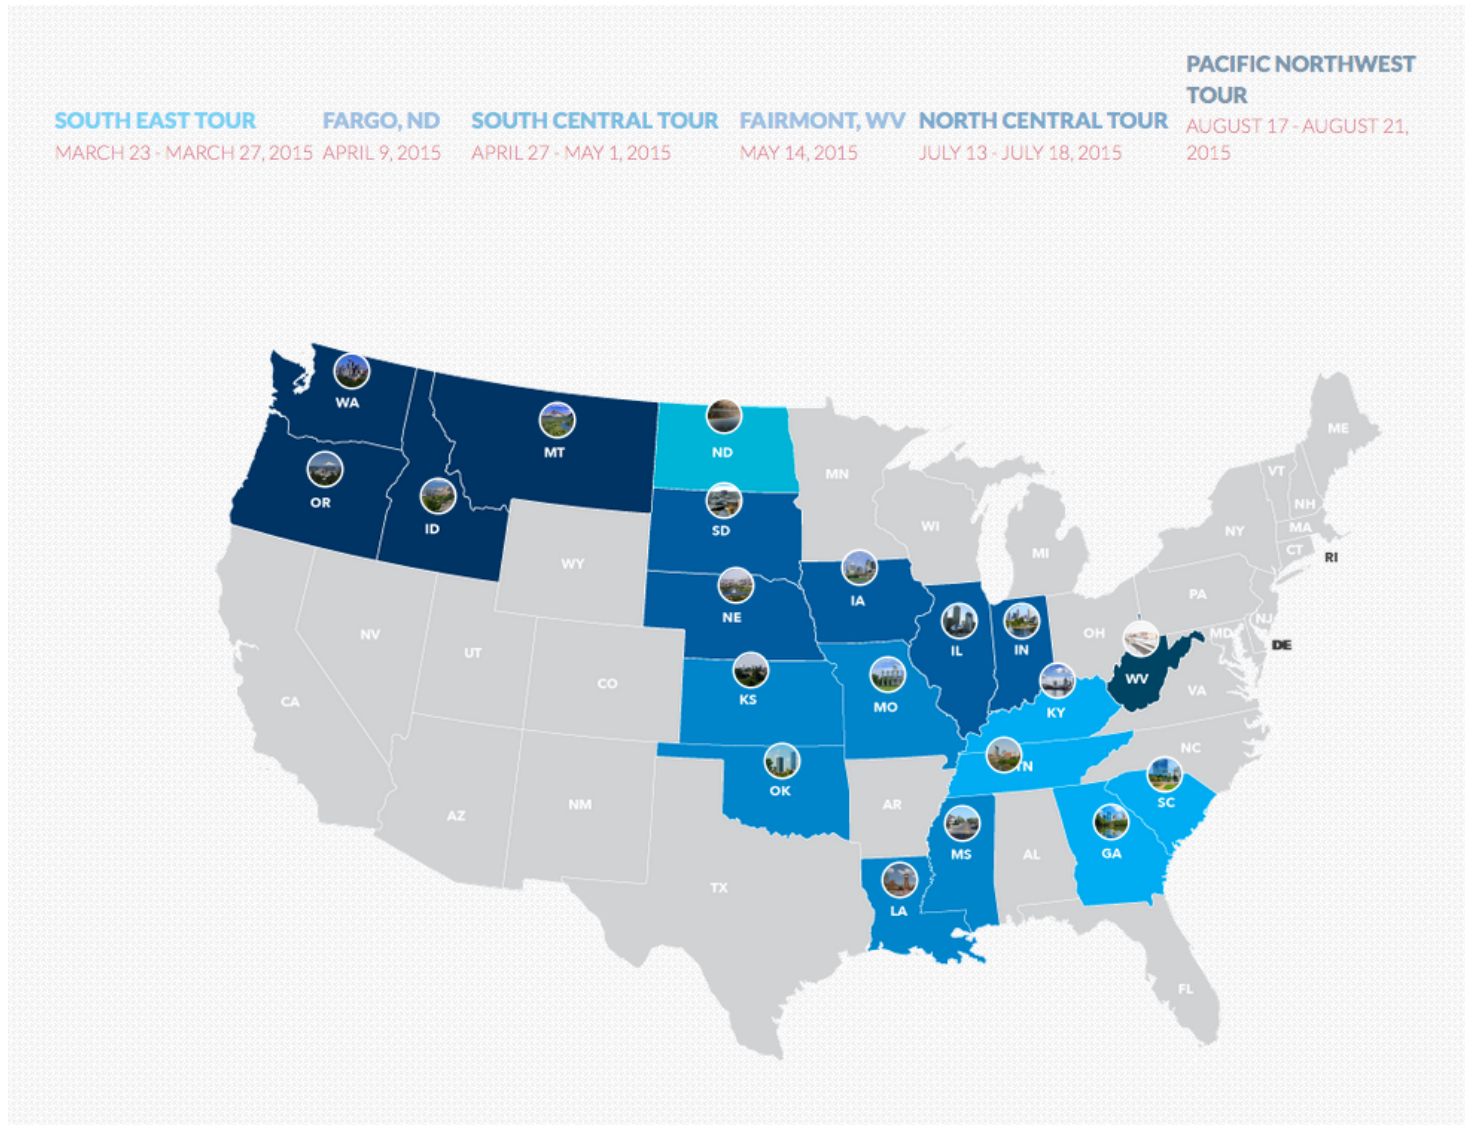 PACIFIC NORTHWEST
TOUR
AUGUST 17 - AUGUST 21,
2015
SOUTH EAST TOUR
MARCH 23 - MARCH 27, 2015
FARGO, ND
APRIL 9, 2015
SOUTH CENTRAL TOUR
APRIL 27 - MAY 1, 2015
FAIRMONT, WV
MAY 14, 2015
NORTH CENTRAL TOUR
JULY 13 - JULY 18, 2015
WA
OR
ID
MT
ND
SD
NE
KS
OK
MN
WI
MI
IA
IL
IN
MO
KY
TN
MS
LA
AR
AL
GA
SC
NC
VA
WV
OH
PA
NY
VT
NH
ME
MA
CT
RI
NJ
MD
DE
FL
TX
NM
AZ
CA
NV
UT
CO
WY